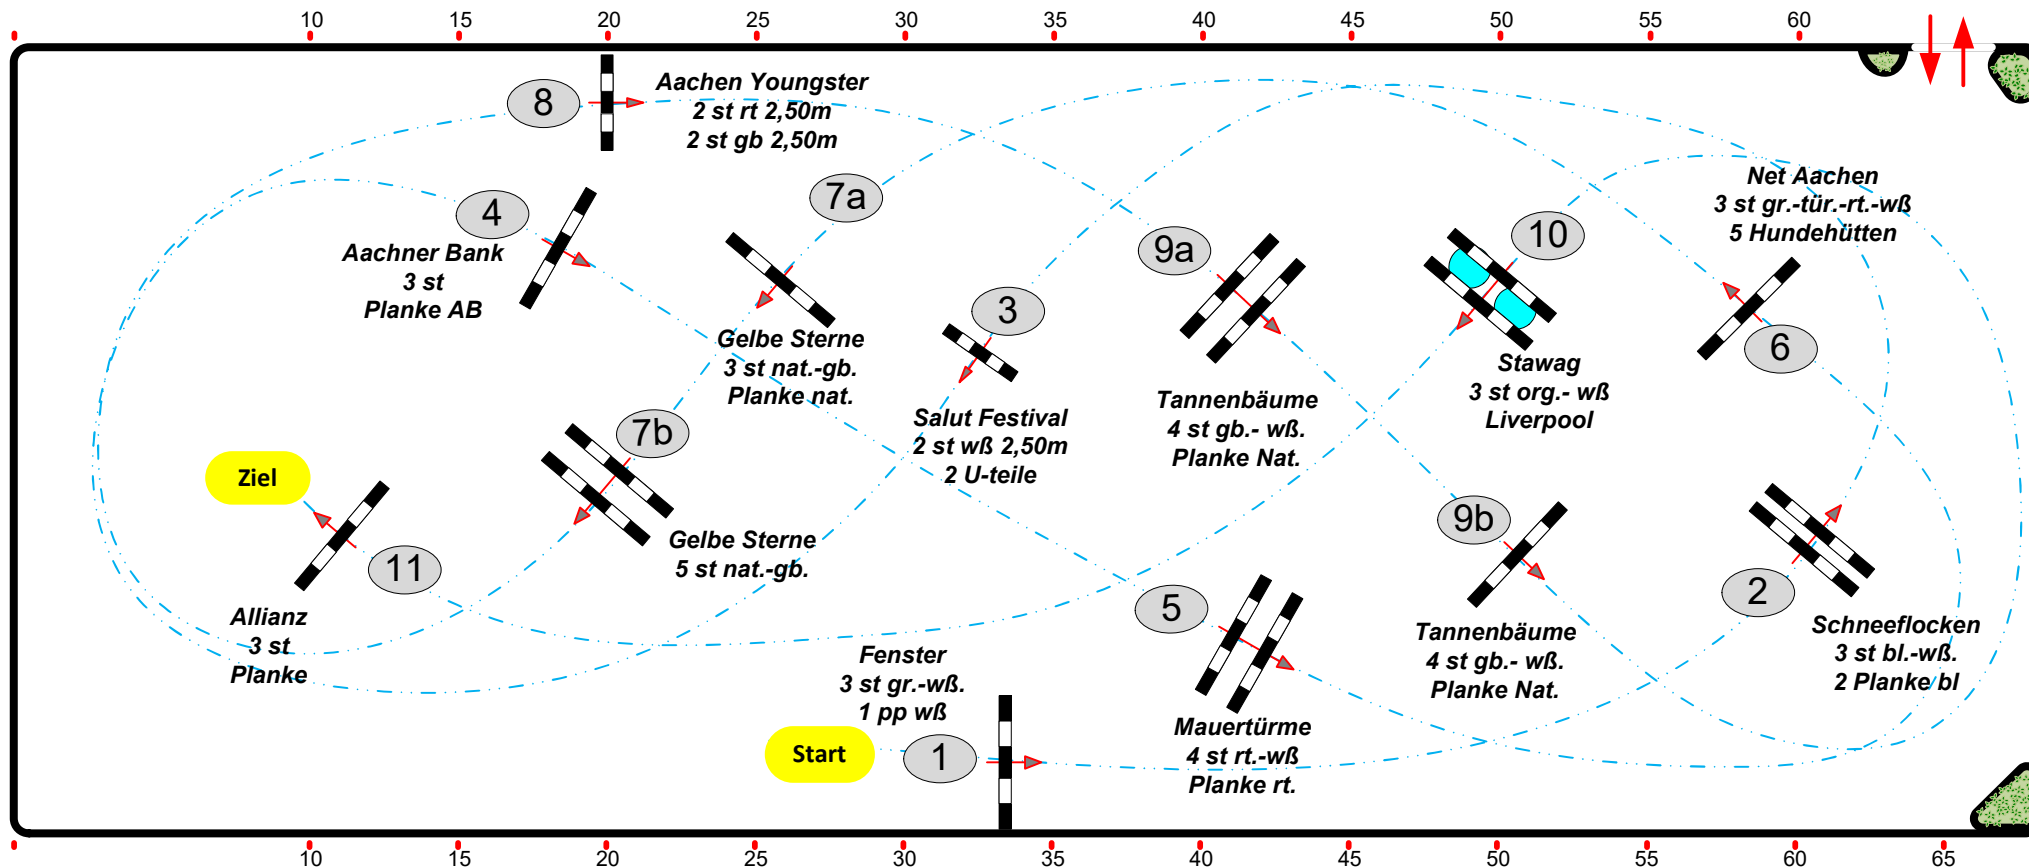 10 15 20 25 30 35 40 45 50 55 60
8
Aachen Youngster
2 st rt 2,50m
2 st gb 2,50m
4
Aachner Bank
3 st
Planke AB
7a
Gelbe Sterne
3 st nat.-gb.
Planke nat.
3
Salut Festival
2 st wß 2,50m
2 U-teile
9a
Tannenbäume
4 st gb.- wß.
Planke Nat.
10
Stawag
3 st org.- wß
Liverpool
Net Aachen
3 st gr.-tür.-rt.-wß
5 Hundehütten
6
Ziel
11
Allianz
3 st
Planke
7b
Gelbe Sterne
5 st nat.-gb.
Fenster
3 st gr.-wß.
1 pp wß
Start
1
5
Mauertürme
4 st rt.-wß
Planke rt.
9b
Tannenbäume
4 st gb.- wß.
Planke Nat.
2
Schneeflocken
3 st bl.-wß.
2 Planke bl
10 15 20 25 30 35 40 45 50 55 60 65